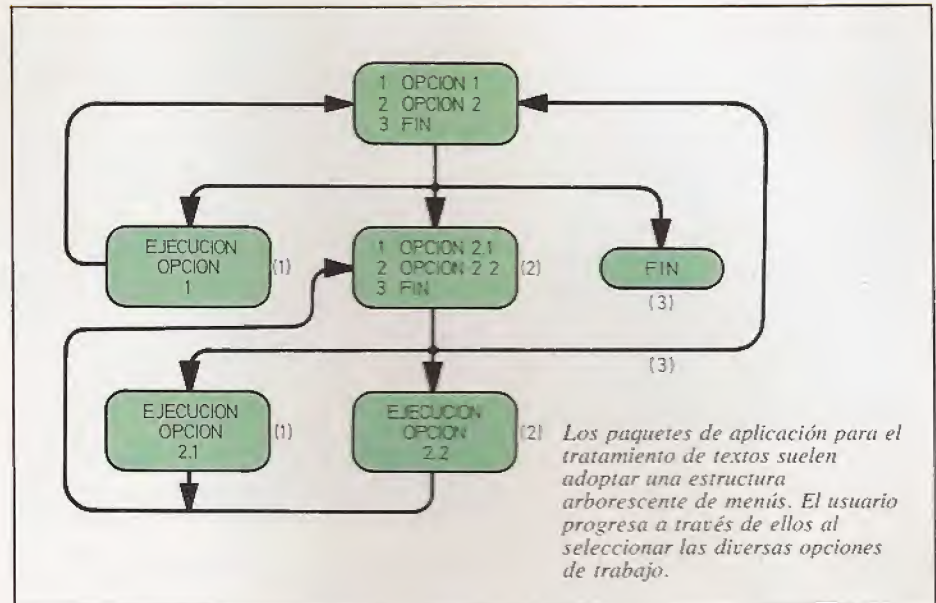 1 OPCION 1
2 OPCION 2
3 FIN
EJECUCION
OPCION
1
(1)
1 OPCION 2.1
2 OPCION 2 2
3 FIN
(2)
FIN
(3)
(3)
EJECUCION
OPCION
2.1
(1)
EJECUCION
OPCION
2.2
(2)
Los paquetes de aplicación para el
tratamiento de textos suelen
adoptar una estructura
arborescente de menús. El usuario
progresa a través de ellos al
seleccionar las diversas opciones
de trabajo.